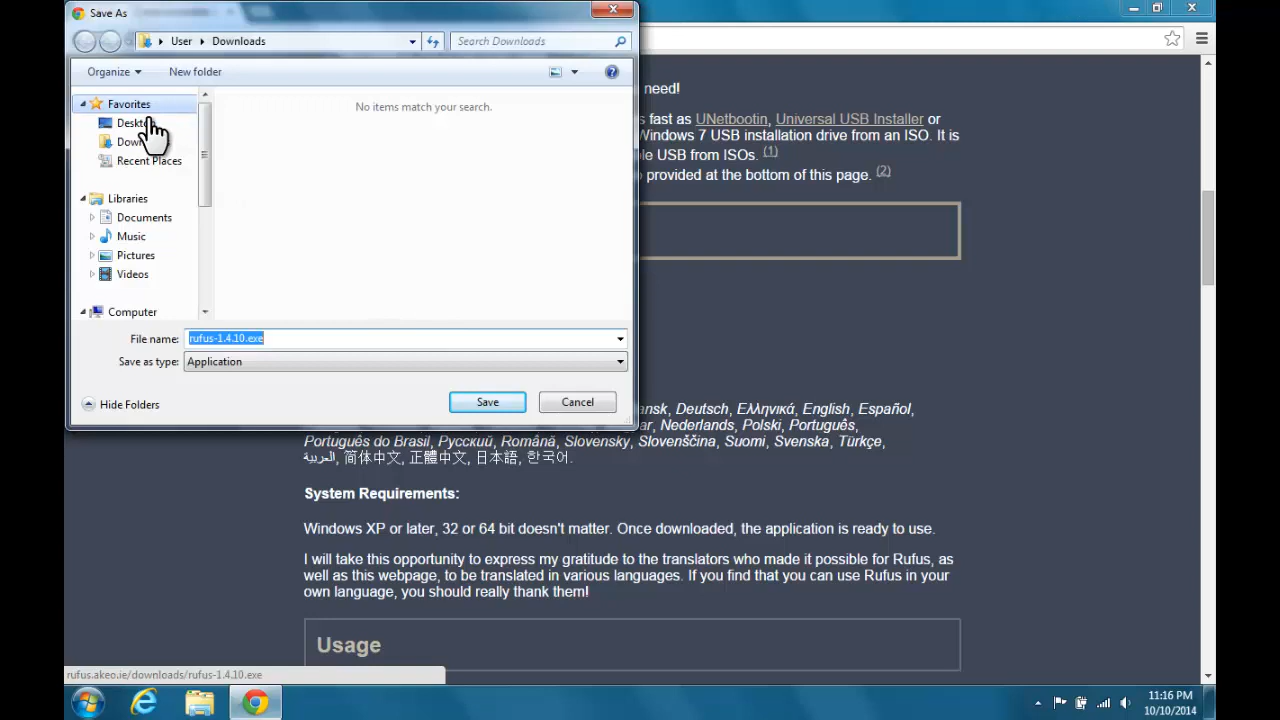 Save As
User Downloads
Search Downloads
Organize
New folder
Favorites
Recent Places
Libraries
Documents
Music
Pictures
Videos
Computer
No items match your search.
File name: rufus-1.4.10.exe
Save as type: Application
Hide Folders
Save
Cancel
need!
s fast as UNetbootin, Universal USB Installer or
Windows 7 USB installation drive from an ISO. It is
le USB from ISOs. (1)
provided at the bottom of this page. (2)
Dansk, Deutsch, Ελληνικά, English, Español,
Nederlands, Polski, Português,
Português do Brasil, Русский, Română, Slovensky, Slovenščina, Suomi, Svenska, Türkçe,
العربية, 简体中文, 正體中文, 日本語, 한국어.
System Requirements:
Windows XP or later, 32 or 64 bit doesn't matter. Once downloaded, the application is ready to use.
I will take this opportunity to express my gratitude to the translators who made it possible for Rufus, as
well as this webpage, to be translated in various languages. If you find that you can use Rufus in your
own language, you should really thank them!
Usage
rufus.akeo.ie/downloads/rufus-1.4.10.exe
11:16 PM
10/10/2014